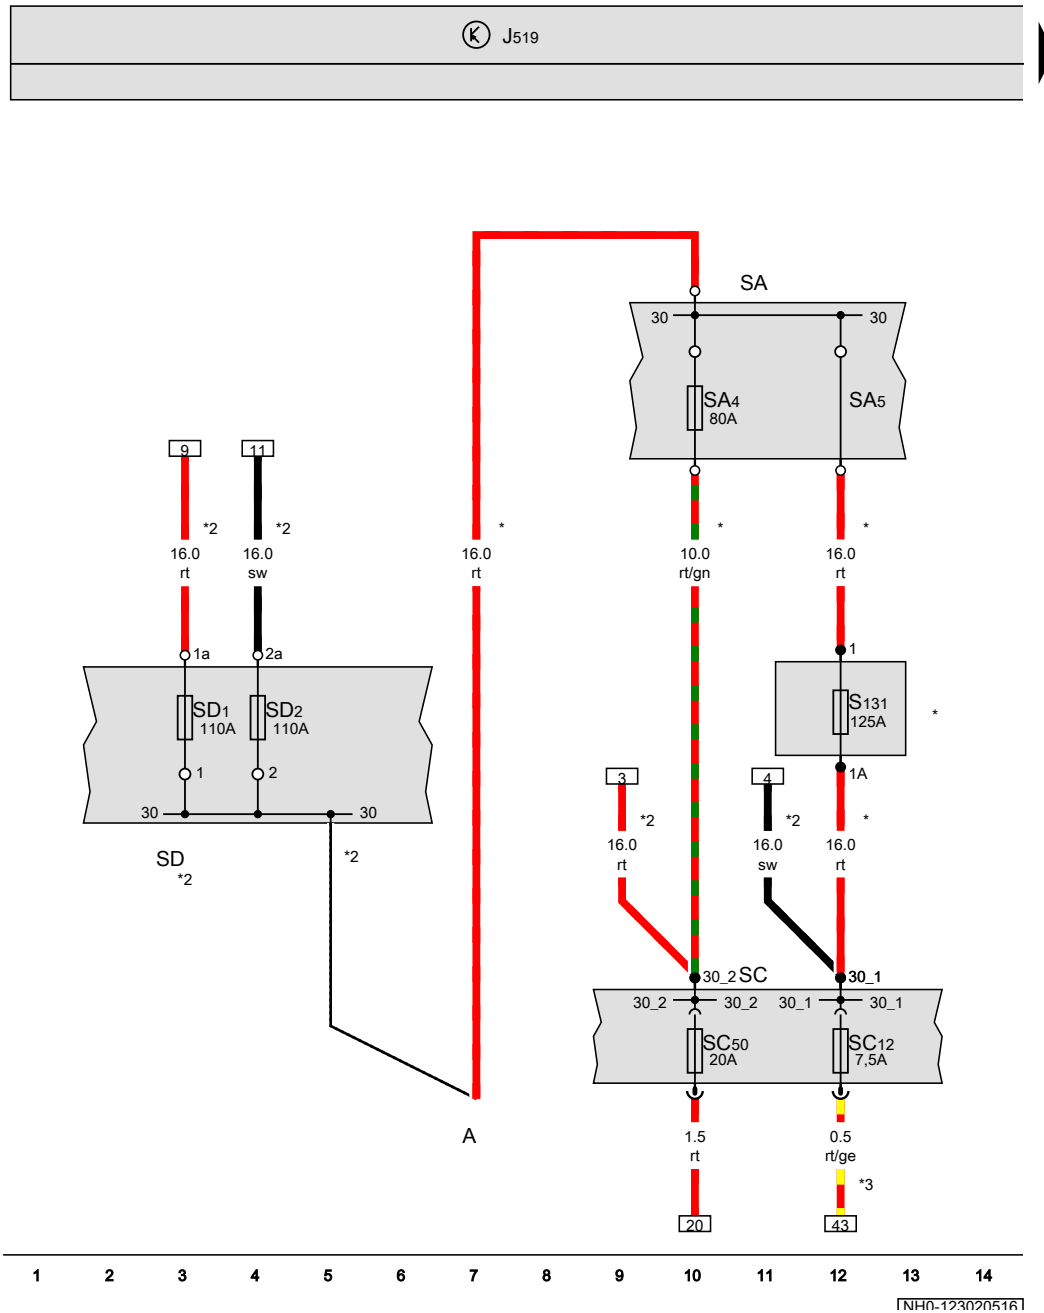 J519
SA
30 30
SA4
80A
SA5
9 11
*2 *2 * * *
16.0 16.0 16.0 10.0 16.0
rt sw rt rt/gn rt
1a 2a 1
SD1
110A
SD2
110A
S131
125A
*
1 2 3 4 1A
30 30
*2 *2 *
16.0 16.0 16.0
rt sw rt
SD
*2
*2
30_2 SC 30_1
30_2 30_2 30_1 30_1
SC50
20A
SC12
7,5A
A
1.5 0.5
rt rt/ge
*3
20 43
1 2 3 4 5 6 7 8 9 10 11 12 13 14
NH0-123020516